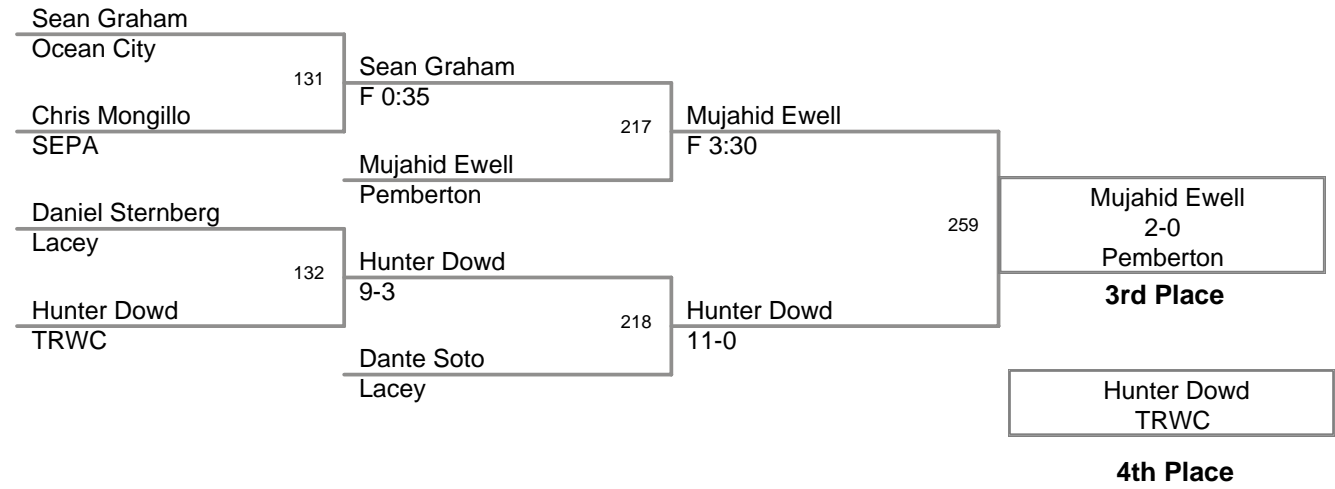 Sean Graham
Ocean City
131
Chris Mongillo
SEPA
Sean Graham
F 0:35
217
Mujahid Ewell
Pemberton
Daniel Sternberg
Lacey
132
Hunter Dowd
TRWC
Hunter Dowd
9-3
218
Dante Soto
Lacey
Mujahid Ewell
F 3:30
259
Hunter Dowd
11-0
Mujahid Ewell
2-0
Pemberton
3rd Place
Hunter Dowd
TRWC
4th Place